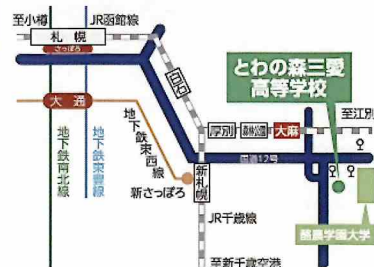 至小樽
JR函館線
札幌
さっぽろ
白石
とわの森三愛
高等学校
大通
厚別
森林公園
大麻
至江別
地下鉄南北線
地下鉄東豊線
地下鉄東西線
国道12号
新さっぽろ
新札幌
酪農学園大学
JR千歳線
至新千歳空港